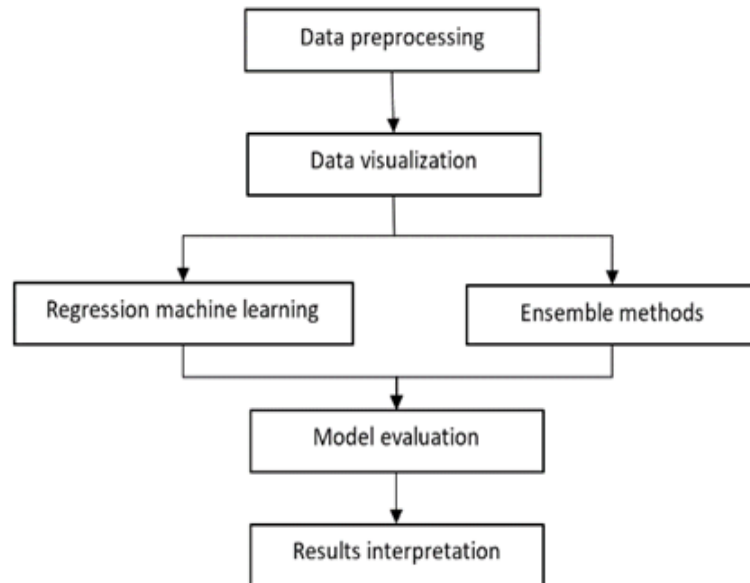 Data preprocessing
Data visualization
Regression machine learning
Ensemble methods
Model evaluation
Results interpretation